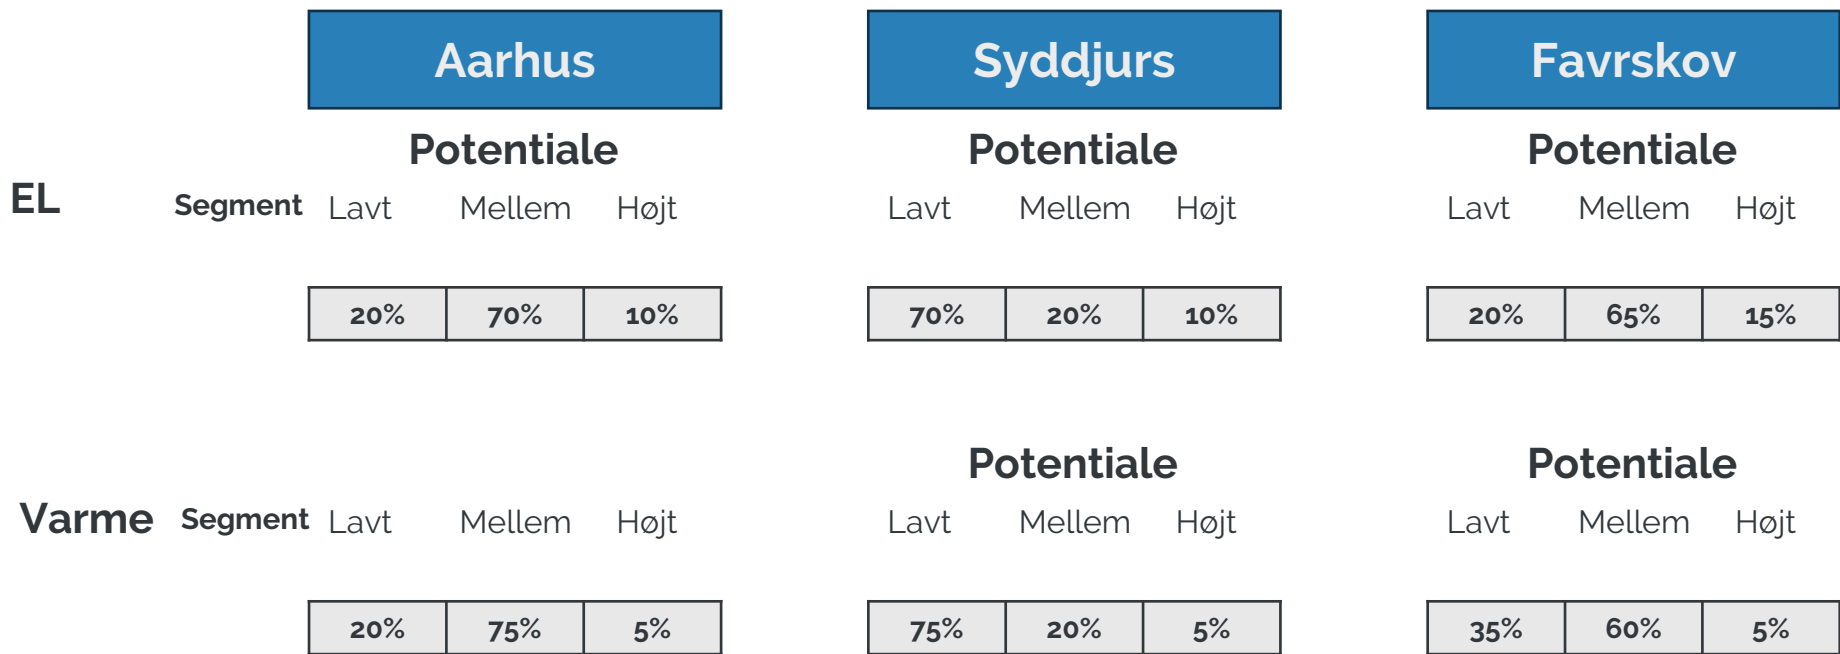 Aarhus Syddjurs Favrskov
Potentiale Potentiale Potentiale
EL Segment Lavt Mellem Højt Lavt Mellem Højt Lavt Mellem Højt
20% 70% 10% 70% 20% 10% 20% 65% 15%
Potentiale Potentiale
Varme Segment Lavt Mellem Højt Lavt Mellem Højt Lavt Mellem Højt
20% 75% 5% 75% 20% 5% 35% 60% 5%